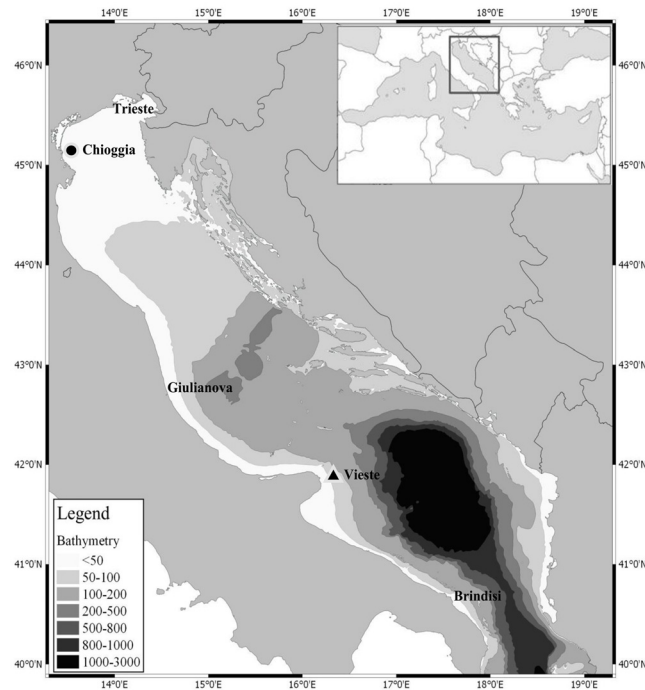 14°0'E 15°0'E 16°0'E 17°0'E 18°0'E 19°0'E
46°0'N
46°0'N
Trieste
45°0'N
Chioggia
45°0'N
44°0'N
44°0'N
43°0'N
43°0'N
Giulianova
42°0'N
Vieste
42°0'N
Legend
Bathymetry
<50
50-100
100-200
200-500
500-800
800-1000
1000-3000
41°0'N
41°0'N
Brindisi
40°0'N
40°0'N
14°0'E 15°0'E 16°0'E 17°0'E 18°0'E 19°0'E